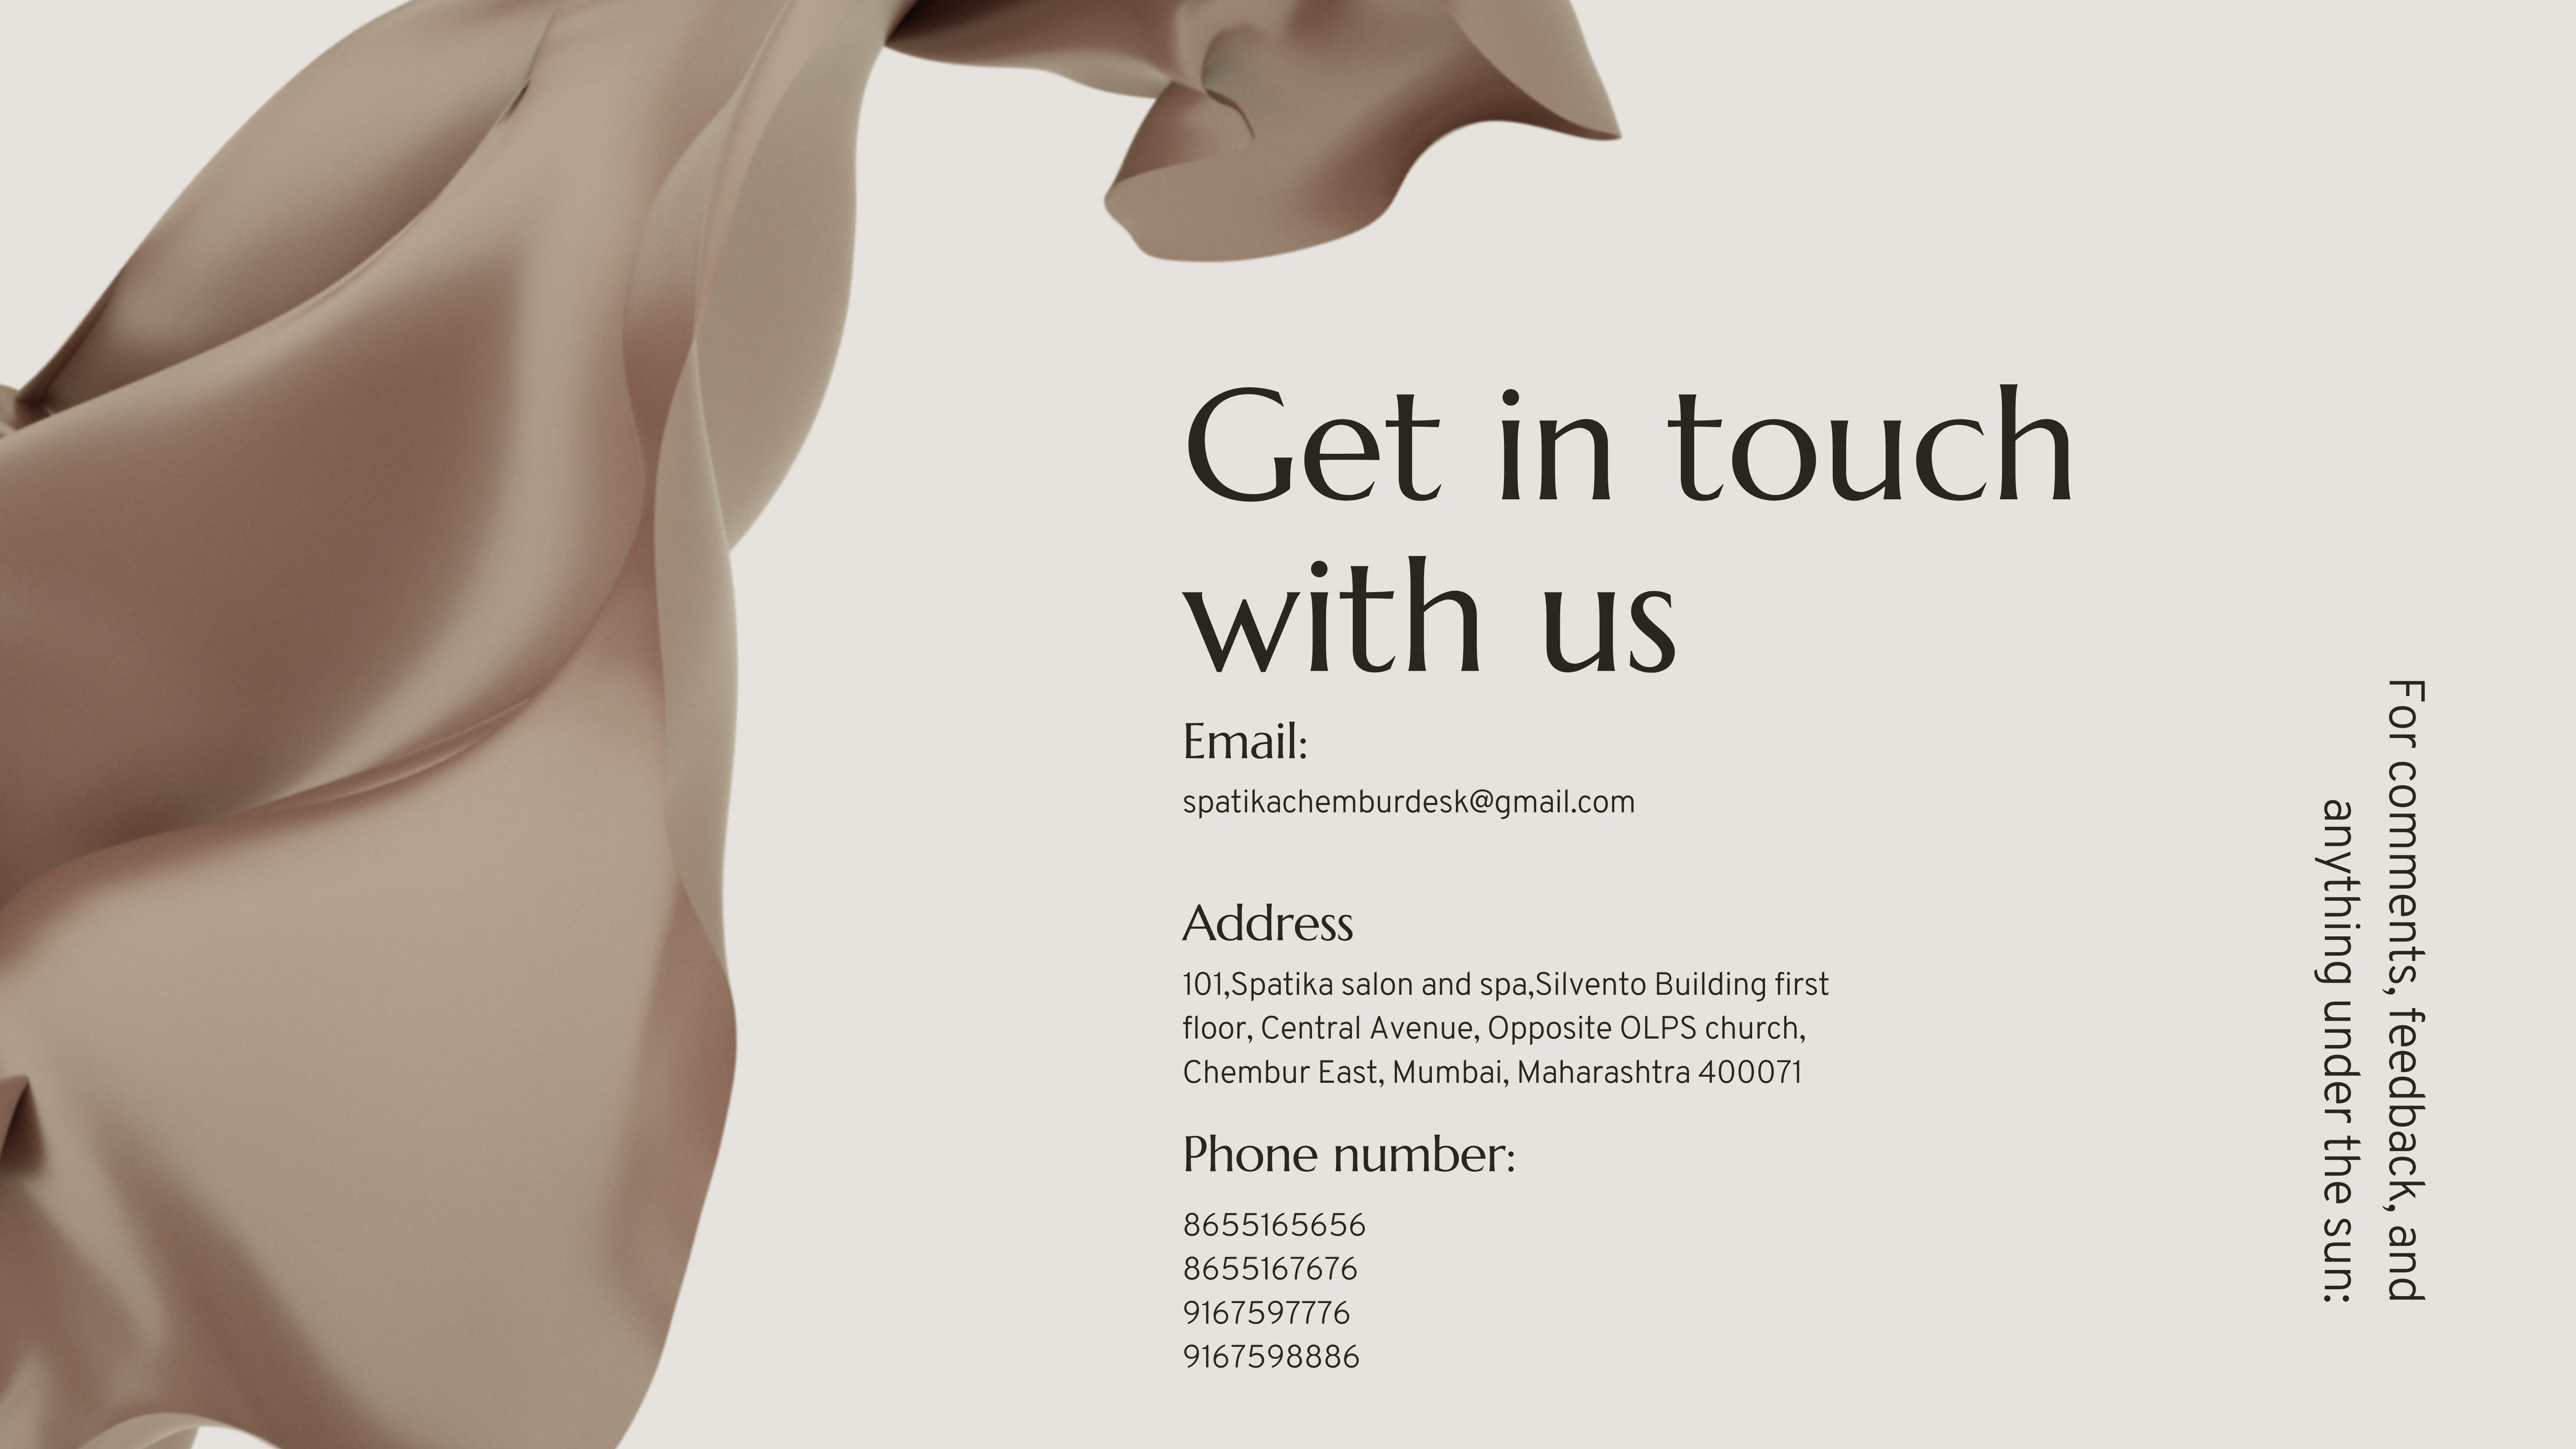 Get in touch
with us
Email:
spatikachemburdesk@gmail.com
Address
101,Spatika salon and spa,Silvento Building first
floor, Central Avenue, Opposite OLPS church,
Chembur East, Mumbai, Maharashtra 400071
Phone number:
8655165656
8655167676
9167597776
9167598886
For comments, feedback, and
anything under the sun: